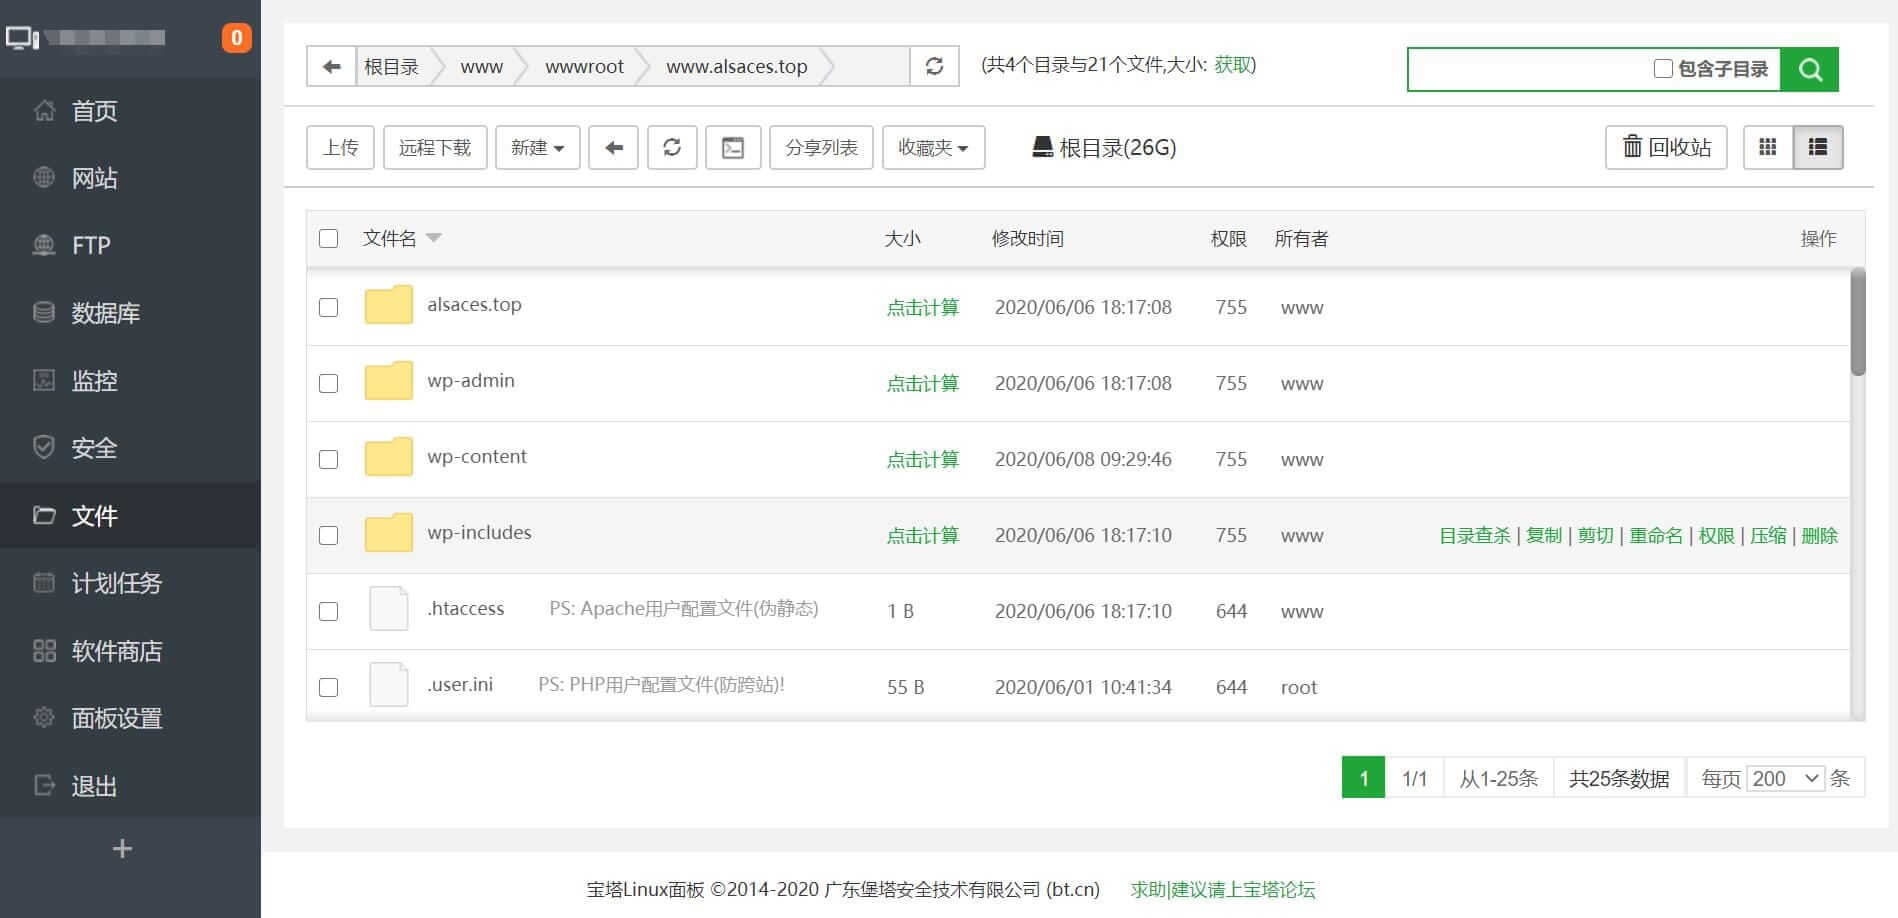 0
首页
网站
FTP
数据库
监控
安全
文件
计划任务
软件商店
面板设置
退出
根目录 www wwwroot www.alsaces.top (共4个目录与21个文件,大小: 获取) 包含子目录
上传 远程下载 新建 分享列表 收藏夹 根目录(26G) 回收站
文件名 大小 修改时间 权限 所有者 操作
alsaces.top 点击计算 2020/06/06 18:17:08 755 www
wp-admin 点击计算 2020/06/06 18:17:08 755 www
wp-content 点击计算 2020/06/08 09:29:46 755 www
wp-includes 点击计算 2020/06/06 18:17:10 755 www 目录查杀 | 复制 | 剪切 | 重命名 | 权限 | 压缩 | 删除
.htaccess PS: Apache用户配置文件(伪静态) 1 B 2020/06/06 18:17:10 644 www
.user.ini PS: PHP用户配置文件(防跨站)! 55 B 2020/06/01 10:41:34 644 root
1 1/1 从1-25条 共25条数据 每页 200 条
宝塔Linux面板 ©2014-2020 广东堡塔安全技术有限公司 (bt.cn) 求助|建议请上宝塔论坛